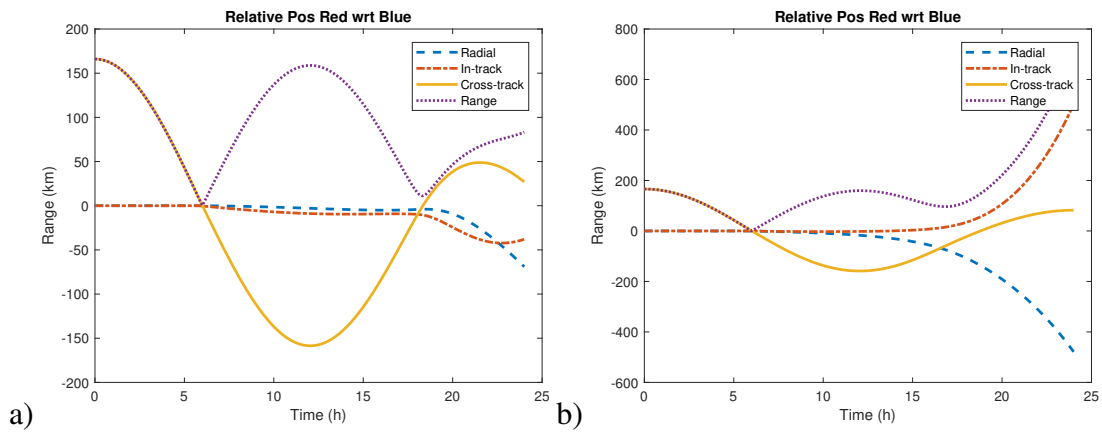 Relative Pos Red wrt Blue
200
150
100
50
0
-50
-100
-150
-200
Range (km)
0
5
10
15
20
25
Time (h)
Radial
In-track
Cross-track
Range
a)
Relative Pos Red wrt Blue
800
600
400
200
0
-200
-400
-600
Range (km)
0
5
10
15
20
25
Time (h)
Radial
In-track
Cross-track
Range
b)